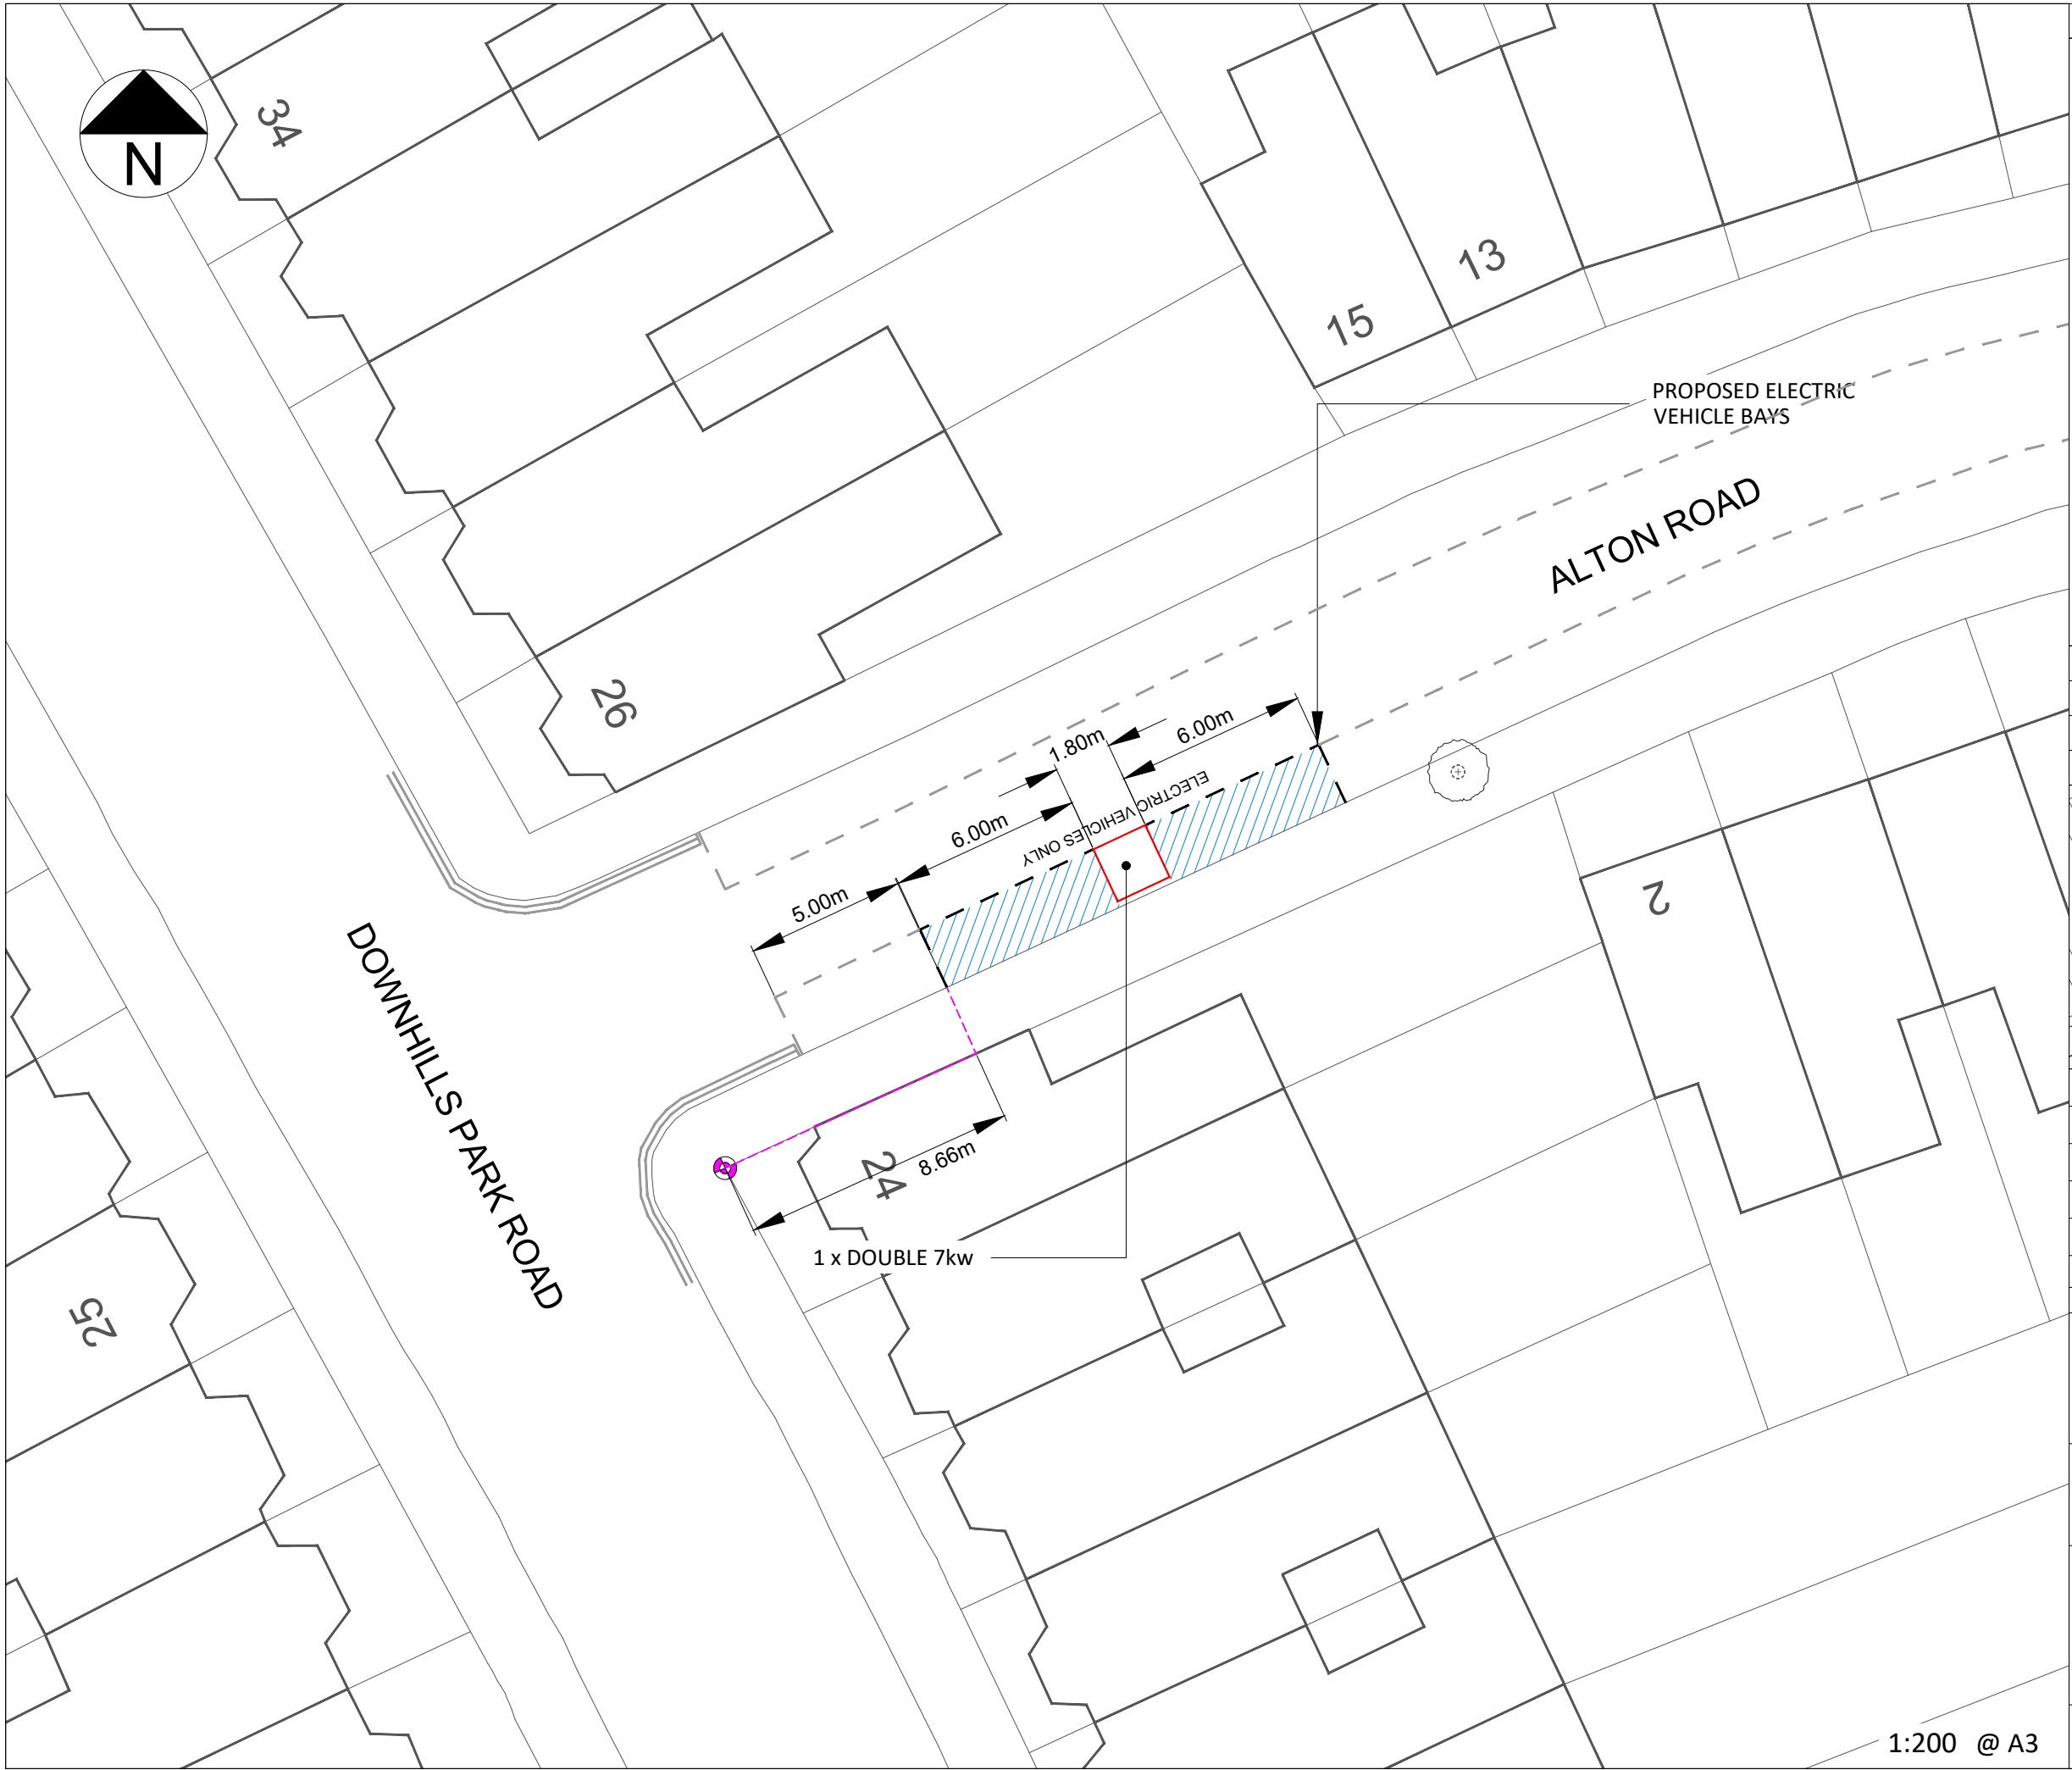 34
N
13
15
PROPOSED ELECTRIC
VEHICLE BAYS
ALTON ROAD
26
6.00m
1.80m
ELECTRIC VEHICLES ONLY
6.00m
5.00m
2
DOWNHILLS PARK ROAD
24
8.66m
1 x DOUBLE 7kw
25
1:200 @ A3